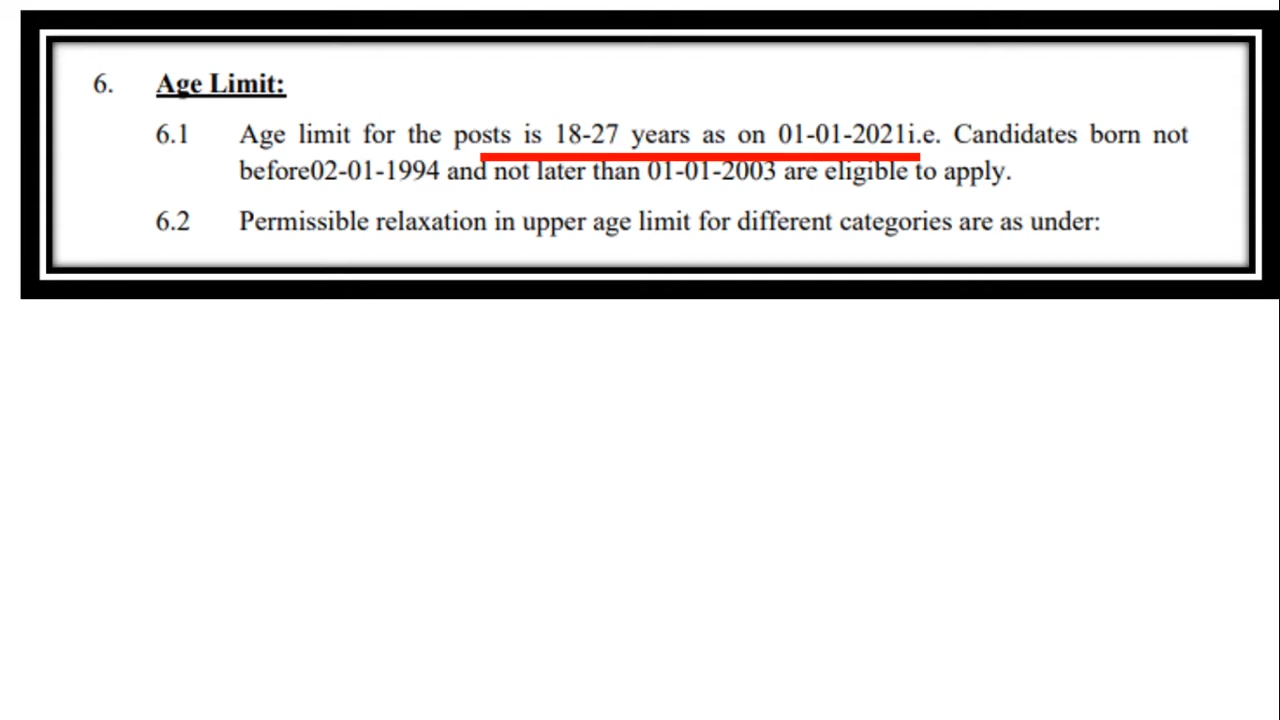 6. Age Limit:
6.1 Age limit for the posts is 18-27 years as on 01-01-2021i.e. Candidates born not
before02-01-1994 and not later than 01-01-2003 are eligible to apply.
6.2 Permissible relaxation in upper age limit for different categories are as under: